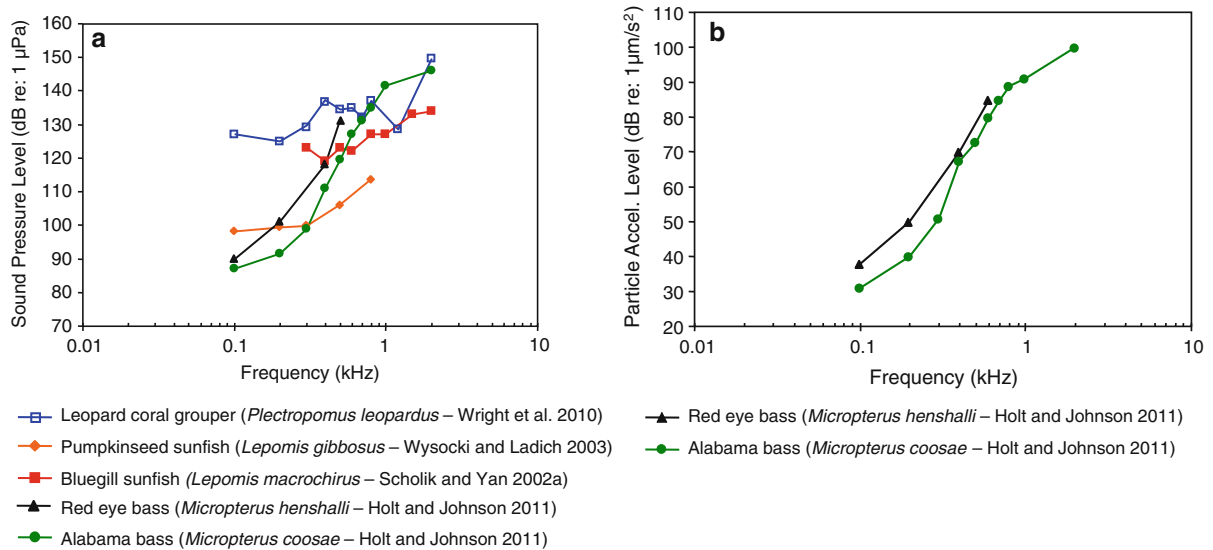 a
Sound Pressure Level (dB re: 1 µPa)
160
150
140
130
120
110
100
90
80
70
0.01
0.1
1
10
Frequency (kHz)
b
Particle Accel. Level (dB re: 1µm/s²)
110
100
90
80
70
60
50
40
30
20
0.01
0.1
1
10
Frequency (kHz)
Leopard coral grouper (Plectropomus leopardus – Wright et al. 2010)
Pumpkinseed sunfish (Lepomis gibbosus – Wysocki and Ladich 2003)
Bluegill sunfish (Lepomis macrochirus – Scholik and Yan 2002a)
Red eye bass (Micropterus henshalli – Holt and Johnson 2011)
Alabama bass (Micropterus coosae – Holt and Johnson 2011)
Red eye bass (Micropterus henshalli – Holt and Johnson 2011)
Alabama bass (Micropterus coosae – Holt and Johnson 2011)